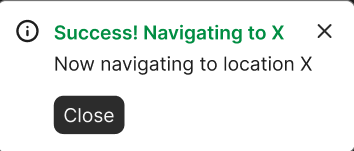 Success! Navigating to X
Now navigating to location X
Close